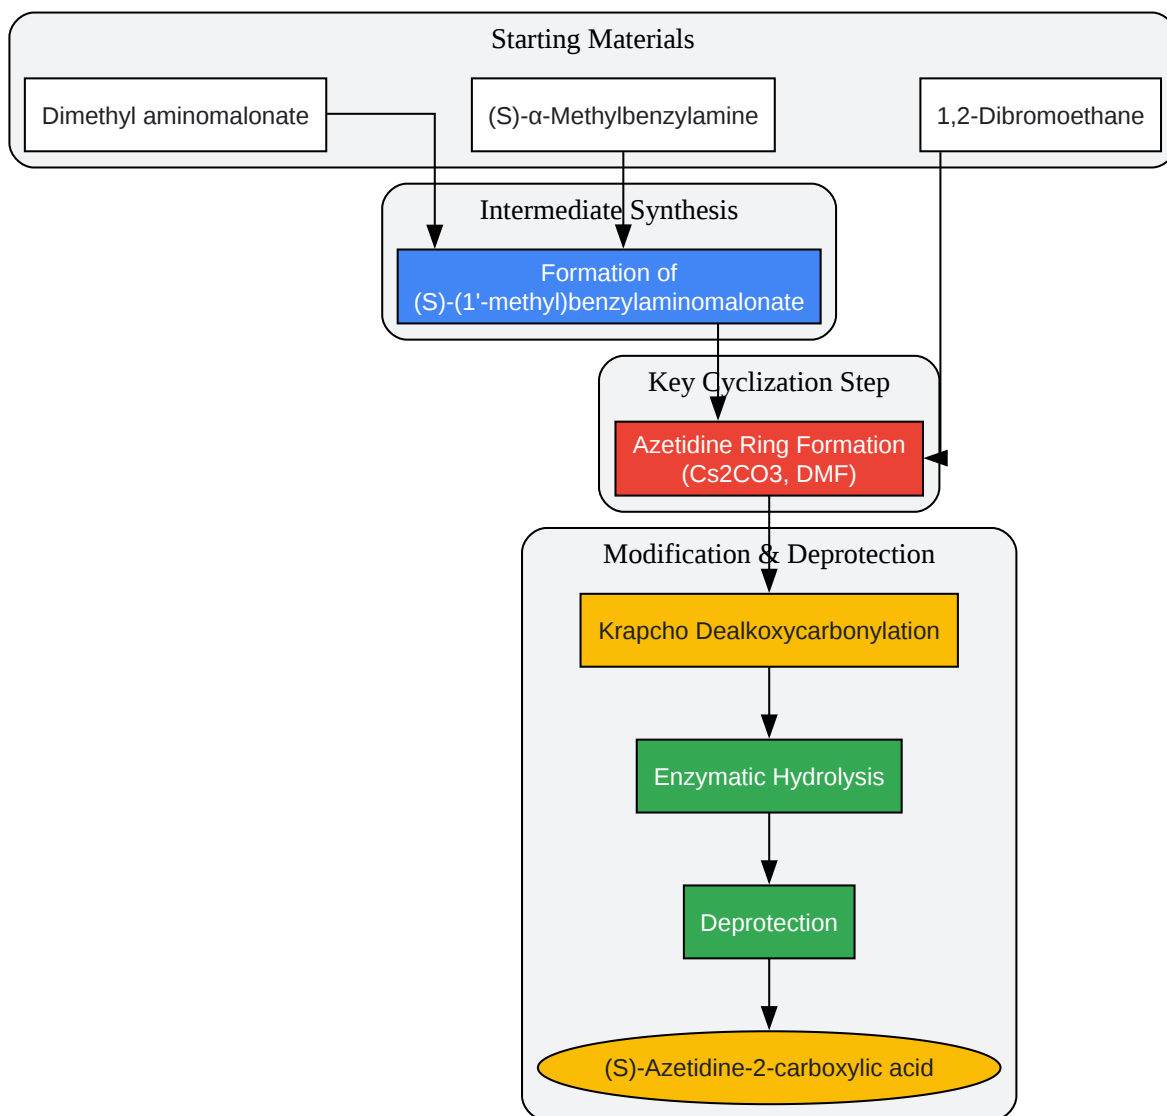 Starting Materials
Dimethyl aminomalonate
(S)-α-Methylbenzylamine
1,2-Dibromoethane
Intermediate Synthesis
Formation of
(S)-(1'-methyl)benzylaminomalonate
Key Cyclization Step
Azetidine Ring Formation
(Cs2CO3, DMF)
Modification & Deprotection
Krapcho Dealkoxycarbonylation
Enzymatic Hydrolysis
Deprotection
(S)-Azetidine-2-carboxylic acid